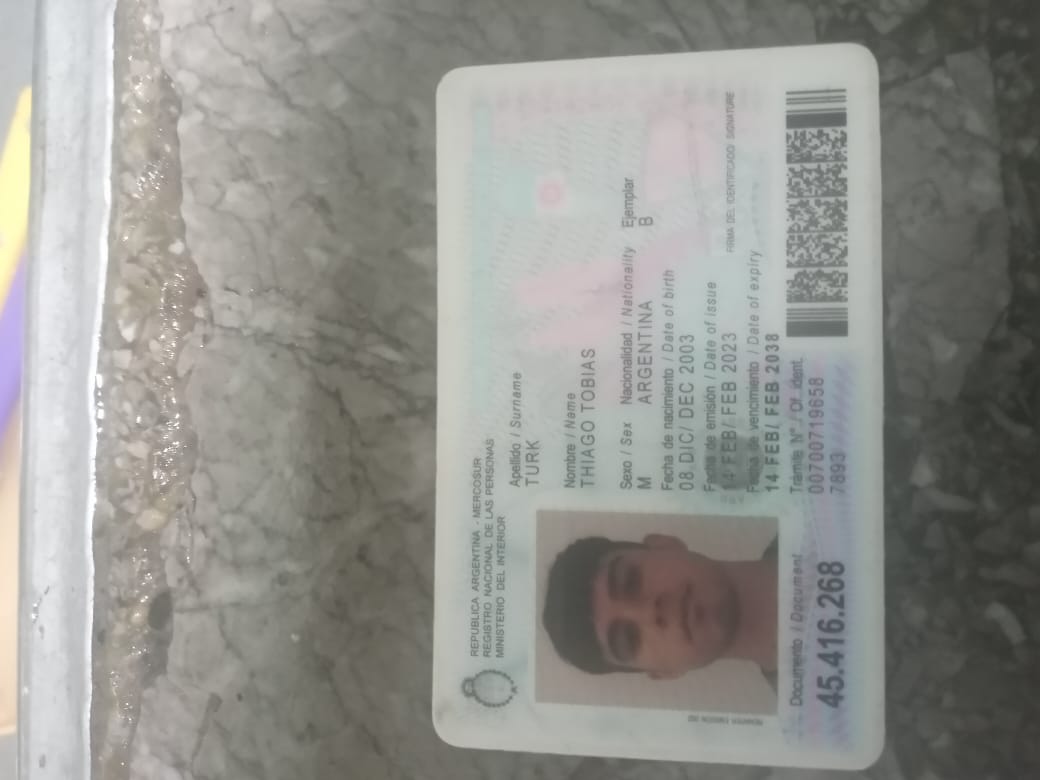 REPUBLICA ARGENTINA - MERCOSUR
REGISTRO NACIONAL DE LAS PERSONAS
MINISTERIO DEL INTERIOR
Apellido / Surname
TURK
Nombre / Name
THIAGO TOBIAS
Sexo / Sex Nacionalidad / Nationality Ejemplar
M ARGENTINA B
Fecha de nacimiento / Date of birth
08 DIC/ DEC 2003
Fecha de emisión / Date of issue
14 FEB/ FEB 2023
Fecha de vencimiento / Date of expiry
14 FEB/ FEB 2038
FIRMA DEL IDENTIFICADO SIGNATURE
Documento / Document
45.416.268
Trámite Nº / Of. ident.
00700719658
7893